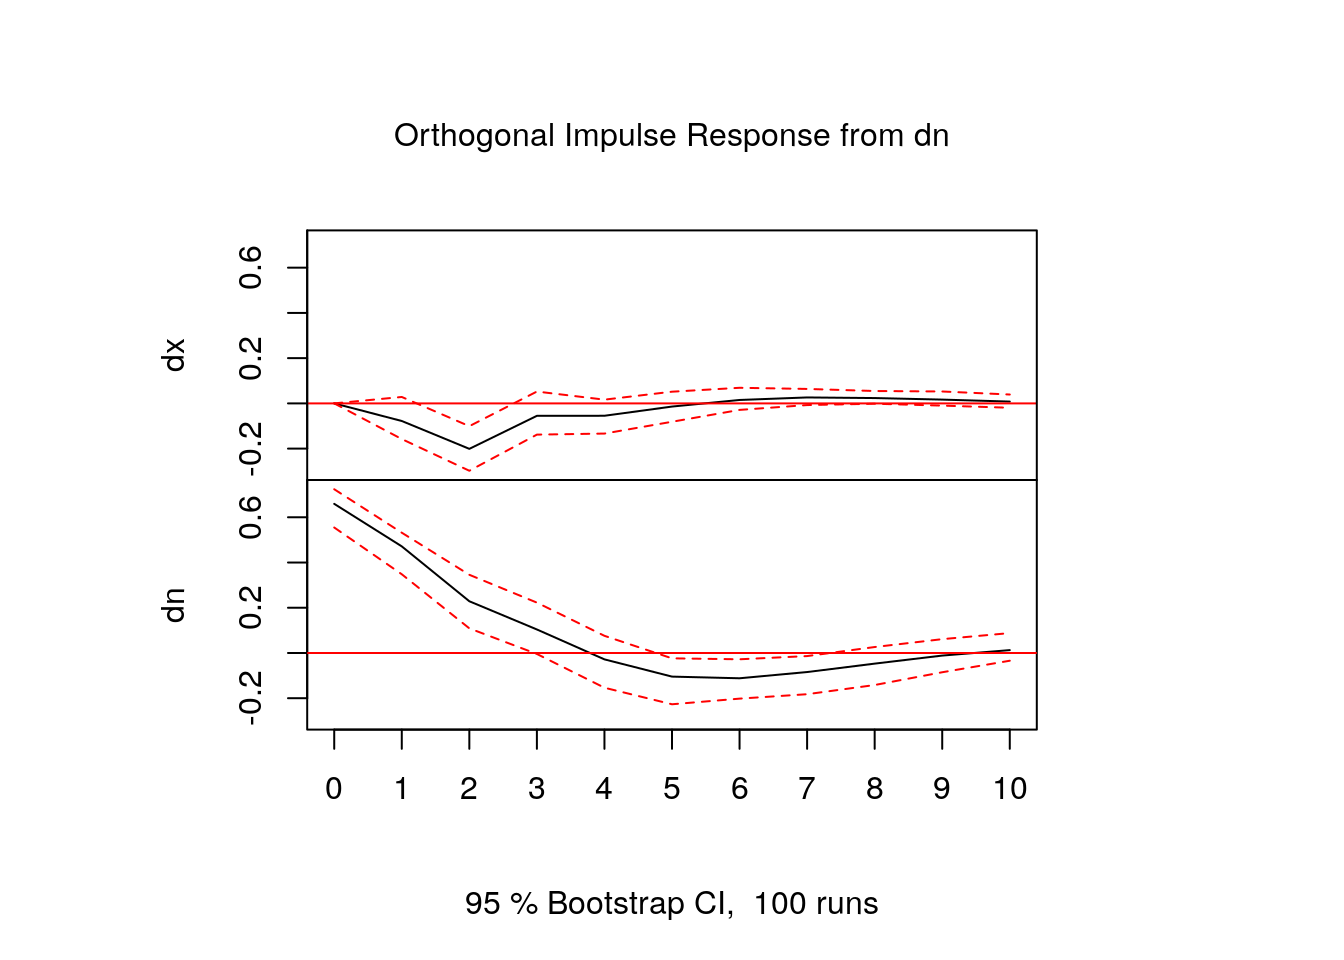 Orthogonal Impulse Response from dn
dx
0.6
0.2
-0.2
dn
0.6
0.2
-0.2
0 1 2 3 4 5 6 7 8 9 10
95 % Bootstrap CI,  100 runs